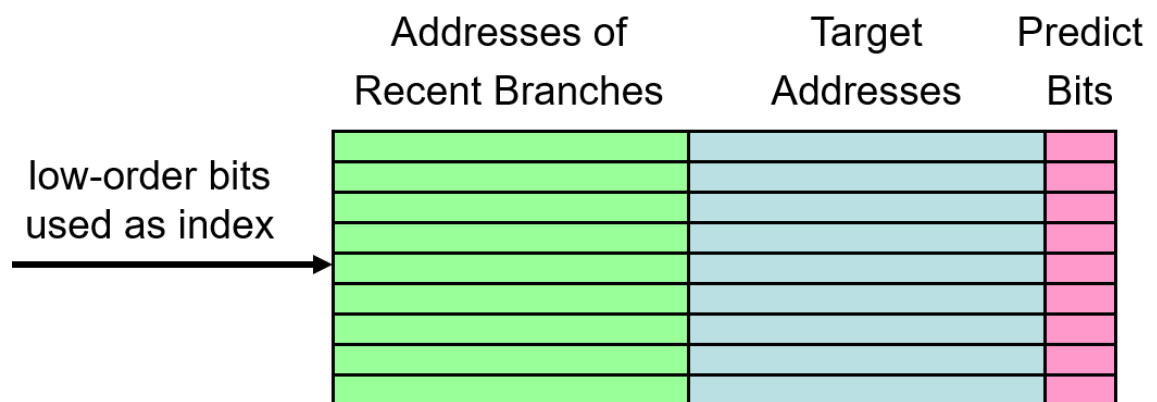 Addresses of
Recent Branches
Target
Addresses
Predict
Bits
low-order bits
used as index